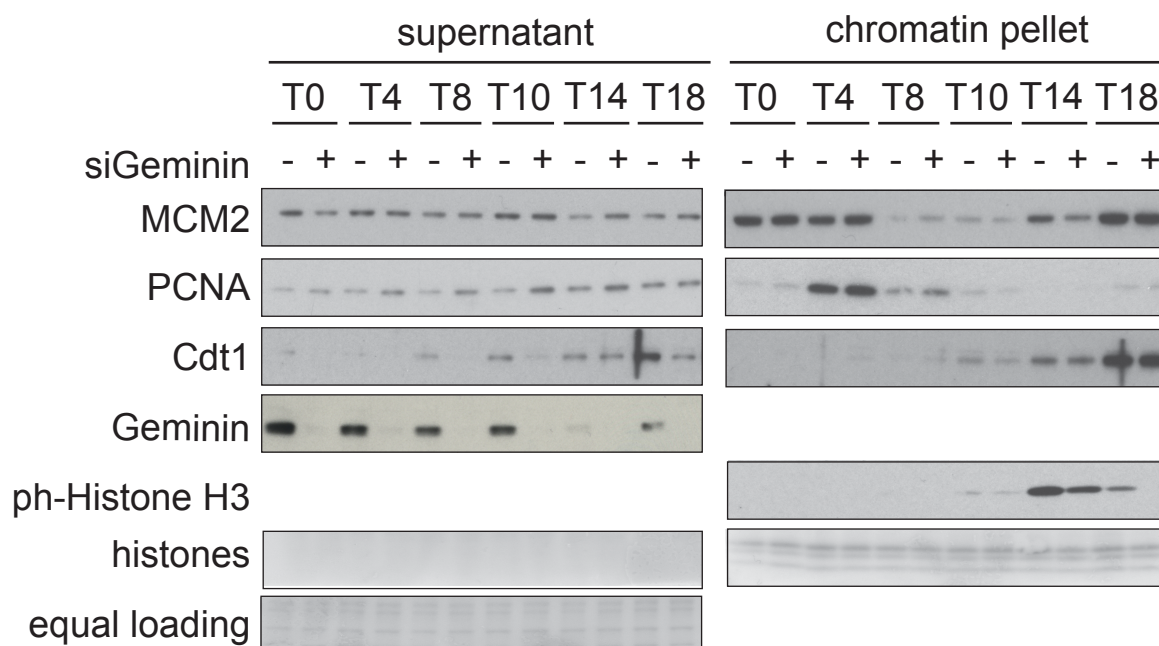 supernatant chromatin pellet
T0 T4 T8 T10 T14 T18 T0 T4 T8 T10 T14 T18
siGeminin - + - + - + - + - + - + - + - + - + - + - + - +
MCM2
PCNA
Cdt1
Geminin
ph-Histone H3
histones
equal loading